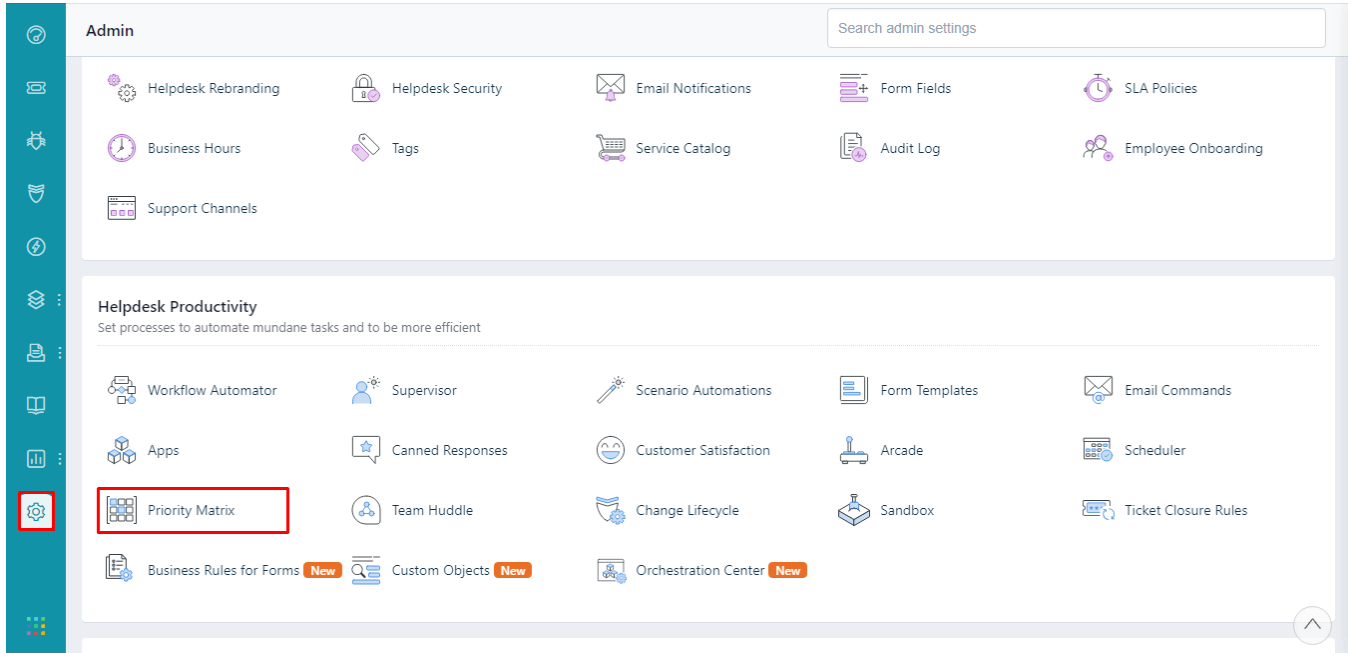 Admin
Search admin settings
Helpdesk Rebranding
Helpdesk Security
Email Notifications
Form Fields
SLA Policies
Business Hours
Tags
Service Catalog
Audit Log
Employee Onboarding
Support Channels
Helpdesk Productivity
Set processes to automate mundane tasks and to be more efficient
Workflow Automator
Supervisor
Scenario Automations
Form Templates
Email Commands
Apps
Canned Responses
Customer Satisfaction
Arcade
Scheduler
Priority Matrix
Team Huddle
Change Lifecycle
Sandbox
Ticket Closure Rules
Business Rules for Forms New
Custom Objects New
Orchestration Center New